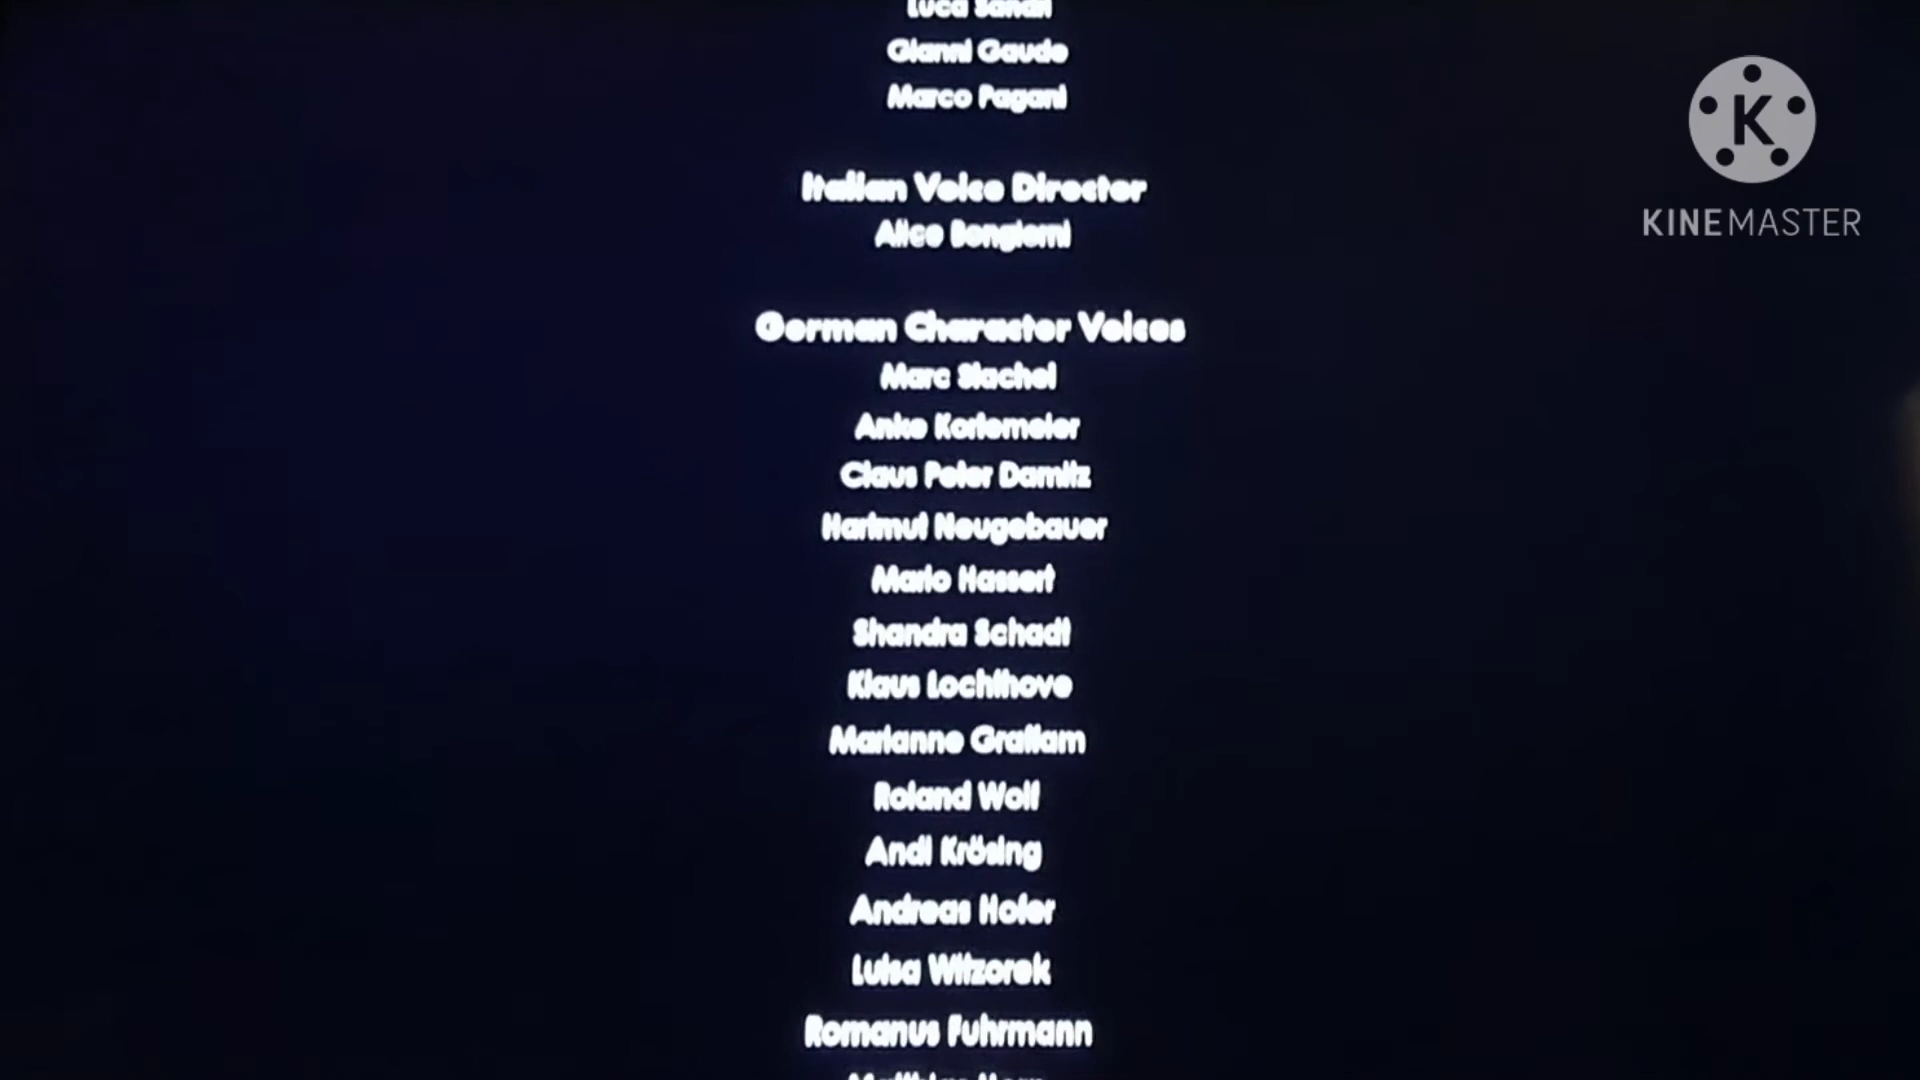 Luca Sandri
Gianni Gaude
Marco Pagani
Italian Voice Director
Alice Bongiorni
German Character Voices
Marc Stachel
Anke Kortemeier
Claus Peter Damitz
Hartmut Neugebauer
Mario Hassert
Shandra Schadt
Klaus Lochthove
Marianne Graffam
Roland Wolf
Andi Krösing
Andreas Hofer
Luisa Wietzorek
Romanus Fuhrmann
K
KINEMASTER